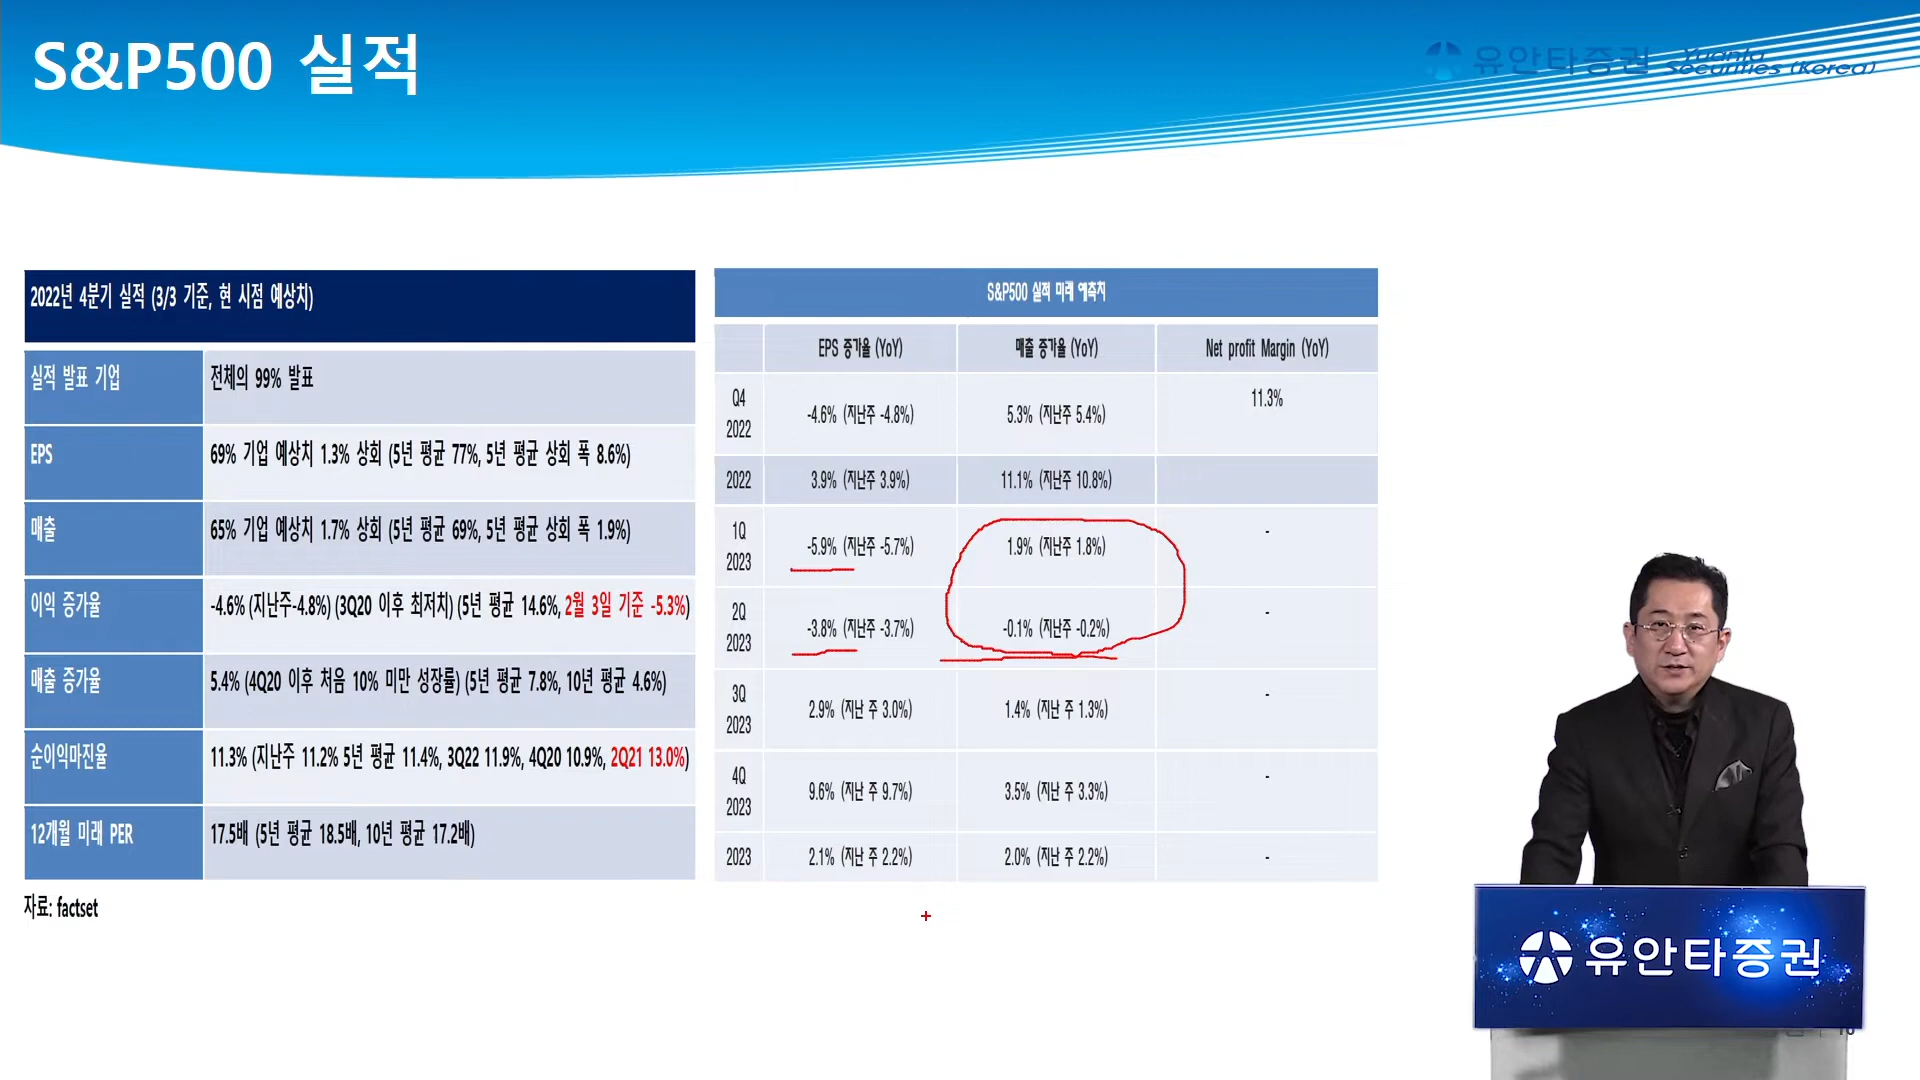 S&P500 실적
유안타증권 Yuanta Securities (Korea)
2022년 4분기 실적 (3/3 기준, 현 시점 예상치)
실적 발표 기업 전체의 99% 발표
EPS 69% 기업 예상치 1.3% 상회 (5년 평균 77%, 5년 평균 상회 폭 8.6%)
매출 65% 기업 예상치 1.7% 상회 (5년 평균 69%, 5년 평균 상회 폭 1.9%)
이익 증가율 -4.6% (지난주-4.8%) (3Q20 이후 최저치) (5년 평균 14.6%, 2월 3일 기준 -5.3%)
매출 증가율 5.4% (4Q20 이후 처음 10% 미만 성장률) (5년 평균 7.8%, 10년 평균 4.6%)
순이익마진율 11.3% (지난주 11.2% 5년 평균 11.4%, 3Q22 11.9%, 4Q20 10.9%, 2Q21 13.0%)
12개월 미래 PER 17.5배 (5년 평균 18.5배, 10년 평균 17.2배)
자료: factset
S&P500 실적 미래 예측치
EPS 증가율 (YoY) 매출 증가율 (YoY) Net profit Margin (YoY)
Q4 2022 -4.6% (지난주 -4.8%) 5.3% (지난주 5.4%) 11.3%
2022 3.9% (지난주 3.9%) 11.1% (지난주 10.8%)
1Q 2023 -5.9% (지난주 -5.7%) 1.9% (지난주 1.8%) -
2Q 2023 -3.8% (지난주 -3.7%) -0.1% (지난주 -0.2%) -
3Q 2023 2.9% (지난 주 3.0%) 1.4% (지난 주 1.3%) -
4Q 2023 9.6% (지난 주 9.7%) 3.5% (지난 주 3.3%) -
2023 2.1% (지난 주 2.2%) 2.0% (지난 주 2.2%) -
유안타증권